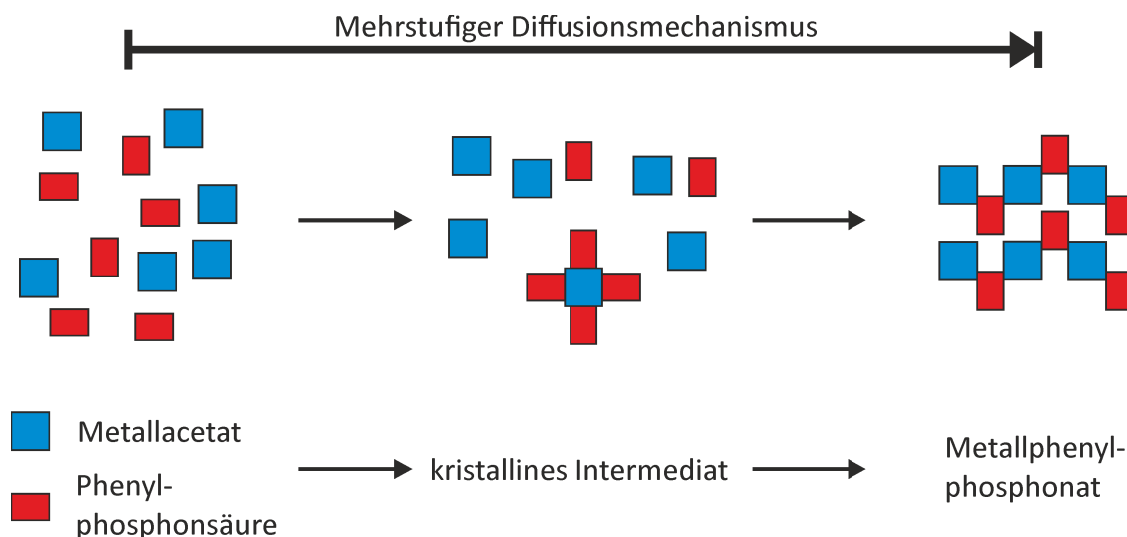 Mehrstufiger Diffusionsmechanismus
Metallacetat
Phenyl-
phosphonsäure
kristallines Intermediat
Metallphenyl-
phosphonat